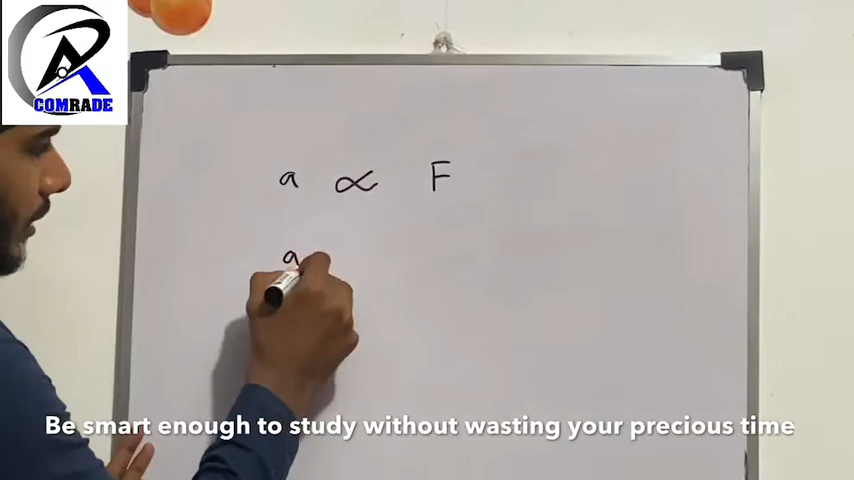 COMRADE
a ∝ F
a
Be smart enough to study without wasting your precious time